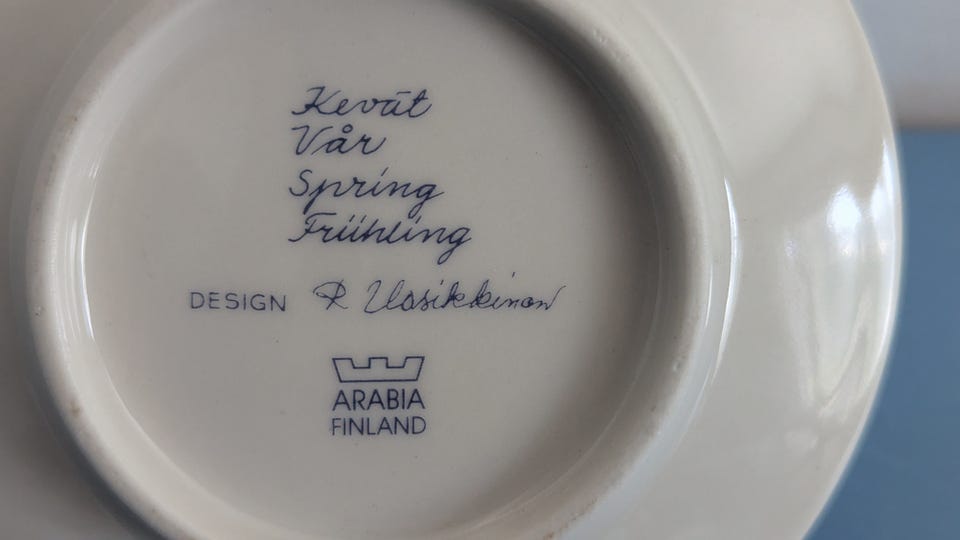 Kevät
Vår
Spring
Frühling
DESIGN R Uosikkinen
ARABIA
FINLAND